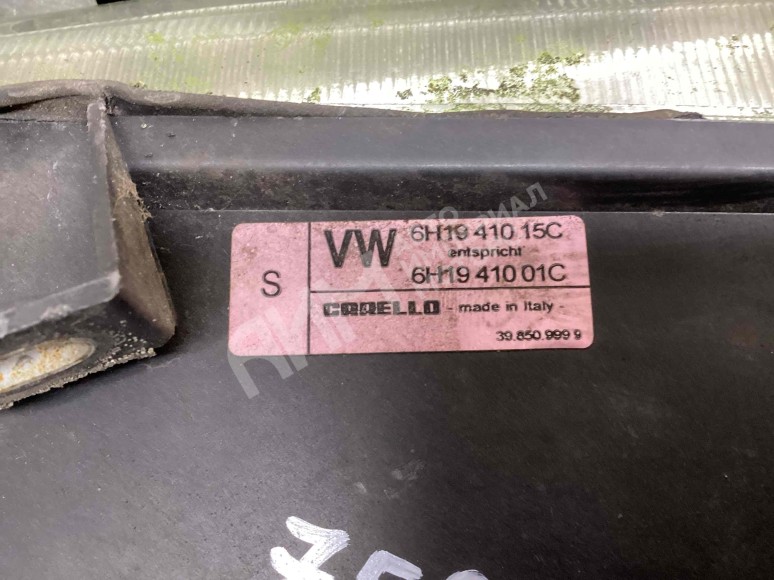 VW 6H19 410 15C
entspricht
6H19 410 01C
S
CARELLO - made in Italy -
39.850.999 9